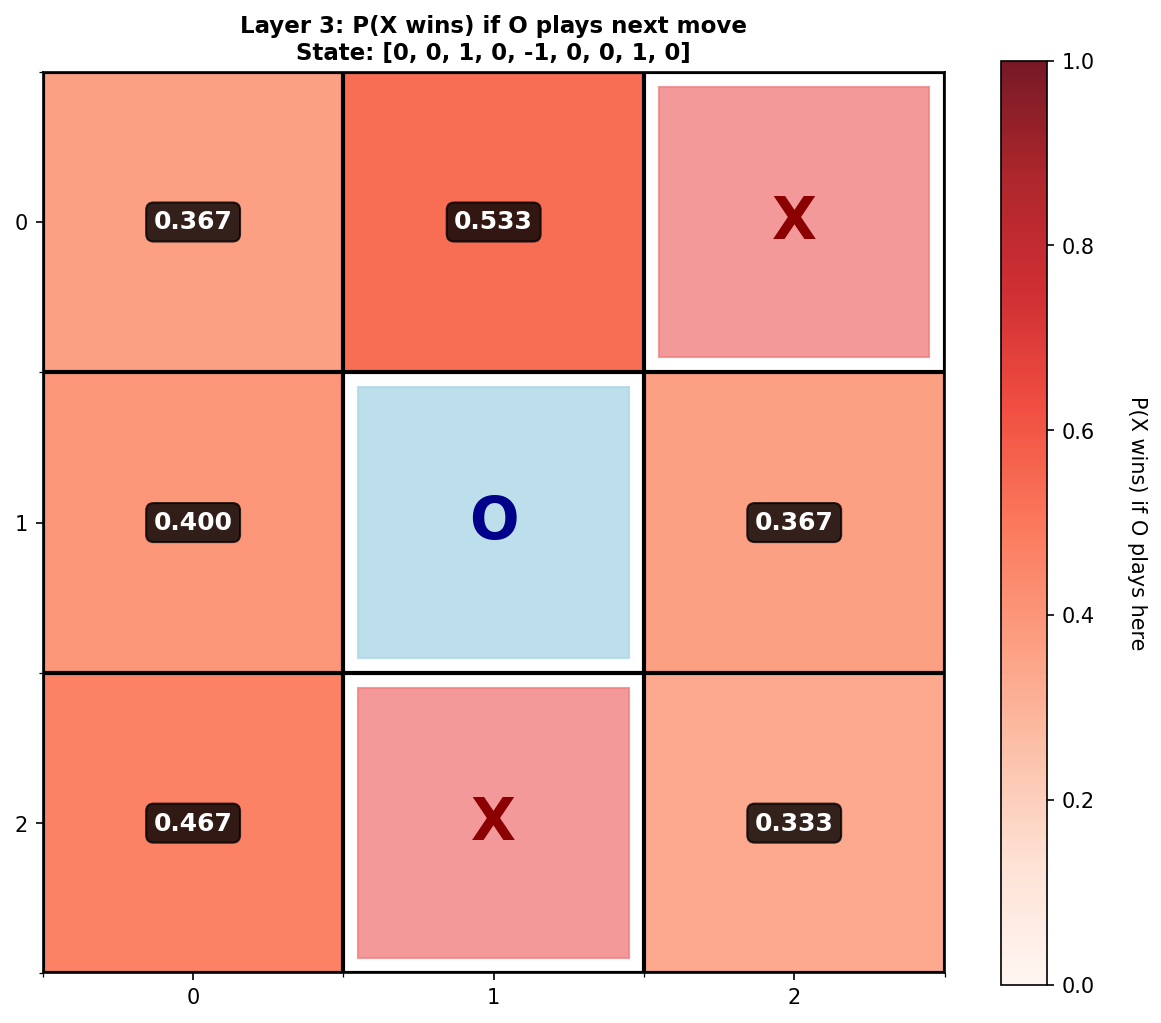 Layer 3: P(X wins) if O plays next move
State: [0, 0, 1, 0, -1, 0, 0, 1, 0]
0.367 0.533 X
0.400 O 0.367
0.467 X 0.333
0
1
2
0 1 2
1.0
0.8
0.6
0.4
0.2
0.0
P(X wins) if O plays here